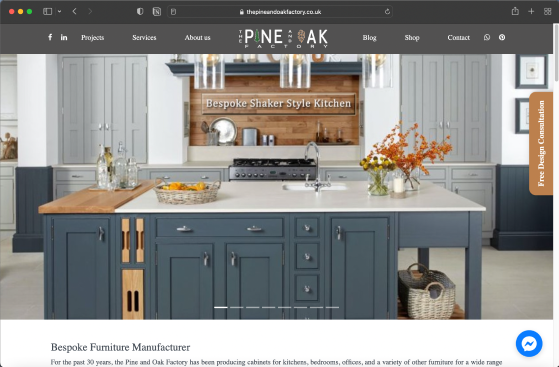 thepineandoakfactory.co.uk
Projects
Services
About us
THE PINE AND OAK
FACTORY
Blog
Shop
Contact
Bespoke Shaker Style Kitchen
Free Design Consultation
Bespoke Furniture Manufacturer
For the past 30 years, the Pine and Oak Factory has been producing cabinets for kitchens, bedrooms, offices, and a variety of other furniture for a wide range